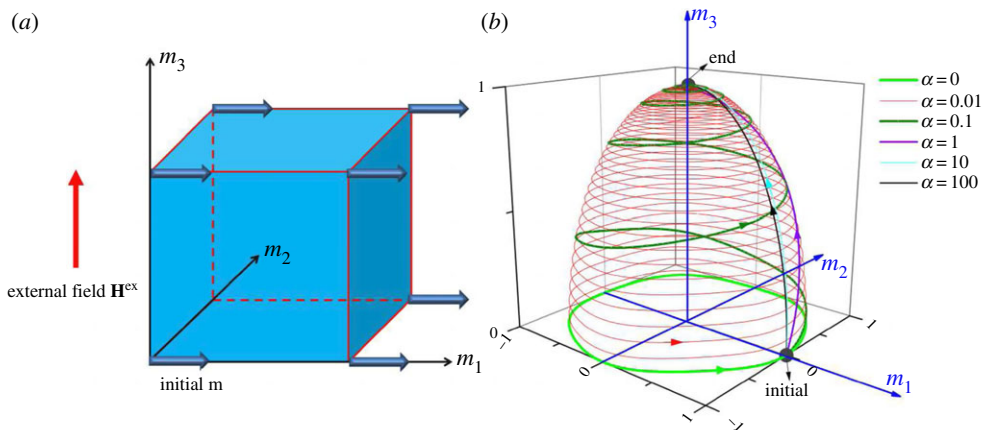 (a)
m₃
m₂
external field Hᵉˣ
m₁
initial m
(b)
m₃
end
1
α = 0
α = 0.01
α = 0.1
α = 1
α = 10
α = 100
m₂
0
−1
1
0
0
initial
m₁
1
−1